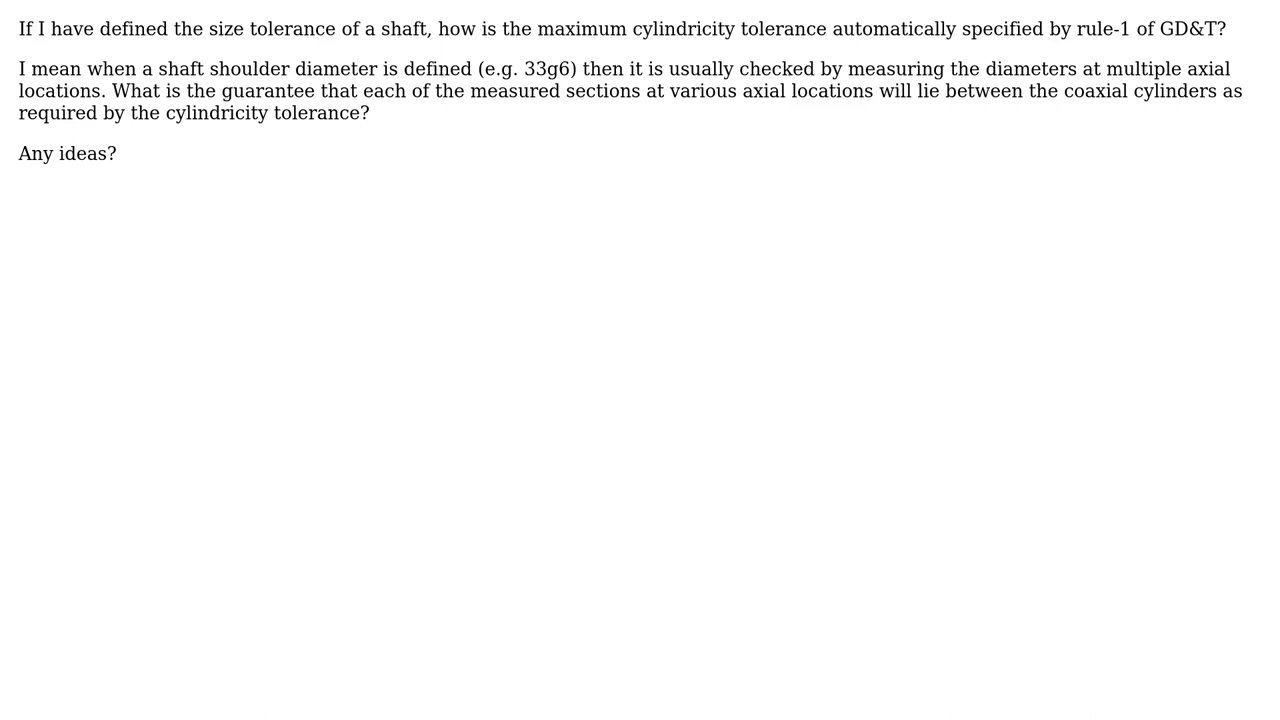 If I have defined the size tolerance of a shaft, how is the maximum cylindricity tolerance automatically specified by rule-1 of GD&T?
I mean when a shaft shoulder diameter is defined (e.g. 33g6) then it is usually checked by measuring the diameters at multiple axial
locations. What is the guarantee that each of the measured sections at various axial locations will lie between the coaxial cylinders as
required by the cylindricity tolerance?
Any ideas?